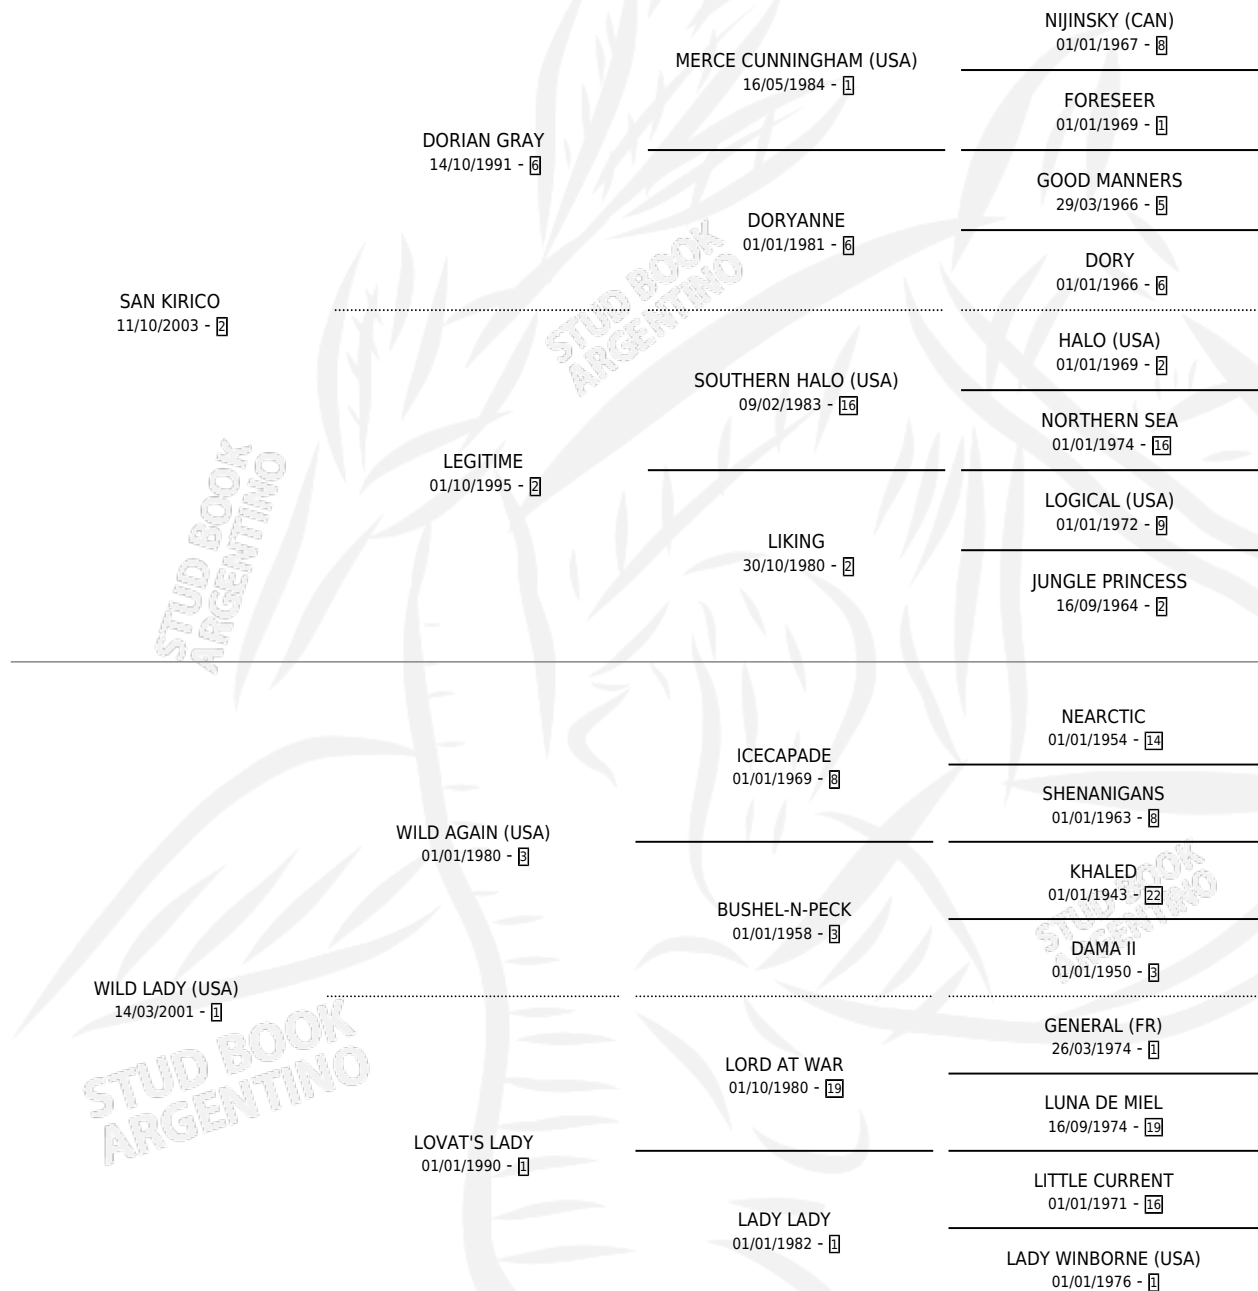 NIJINSKY (CAN)
01/01/1967 - 8
MERCE CUNNINGHAM (USA)
16/05/1984 - 1
FORESEER
01/01/1969 - 1
DORIAN GRAY
14/10/1991 - 6
GOOD MANNERS
29/03/1966 - 5
DORYANNE
01/01/1981 - 6
DORY
01/01/1966 - 6
SAN KIRICO
11/10/2003 - 2
STUD BOOK
ARGENTINO
HALO (USA)
01/01/1969 - 2
SOUTHERN HALO (USA)
09/02/1983 - 16
NORTHERN SEA
01/01/1974 - 16
LEGITIME
01/10/1995 - 2
LOGICAL (USA)
01/01/1972 - 9
LIKING
30/10/1980 - 2
JUNGLE PRINCESS
16/09/1964 - 2
STUD BOOK
ARGENTINO
NEARCTIC
01/01/1954 - 14
ICECAPADE
01/01/1969 - 8
SHENANIGANS
01/01/1963 - 8
WILD AGAIN (USA)
01/01/1980 - 3
KHALED
01/01/1943 - 22
BUSHEL-N-PECK
01/01/1958 - 3
DAMA II
01/01/1950 - 3
STUD BOOK
ARGENTINO
WILD LADY (USA)
14/03/2001 - 1
STUD BOOK
ARGENTINO
GENERAL (FR)
26/03/1974 - 1
LORD AT WAR
01/10/1980 - 19
LUNA DE MIEL
16/09/1974 - 19
LOVAT'S LADY
01/01/1990 - 1
LITTLE CURRENT
01/01/1971 - 16
LADY LADY
01/01/1982 - 1
LADY WINBORNE (USA)
01/01/1976 - 1